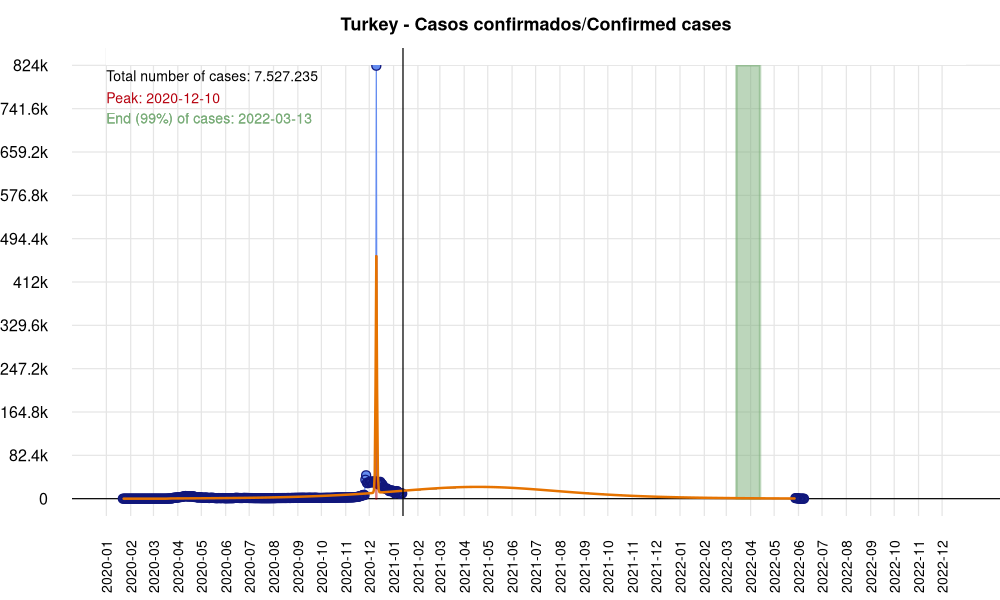 Turkey - Casos confirmados/Confirmed cases
824k
741.6k
659.2k
576.8k
494.4k
412k
329.6k
247.2k
164.8k
82.4k
0
Total number of cases: 7.527.235
Peak: 2020-12-10
End (99%) of cases: 2022-03-13
2020-01
2020-02
2020-03
2020-04
2020-05
2020-06
2020-07
2020-08
2020-09
2020-10
2020-11
2020-12
2021-01
2021-02
2021-03
2021-04
2021-05
2021-06
2021-07
2021-08
2021-09
2021-10
2021-11
2021-12
2022-01
2022-02
2022-03
2022-04
2022-05
2022-06
2022-07
2022-08
2022-09
2022-10
2022-11
2022-12